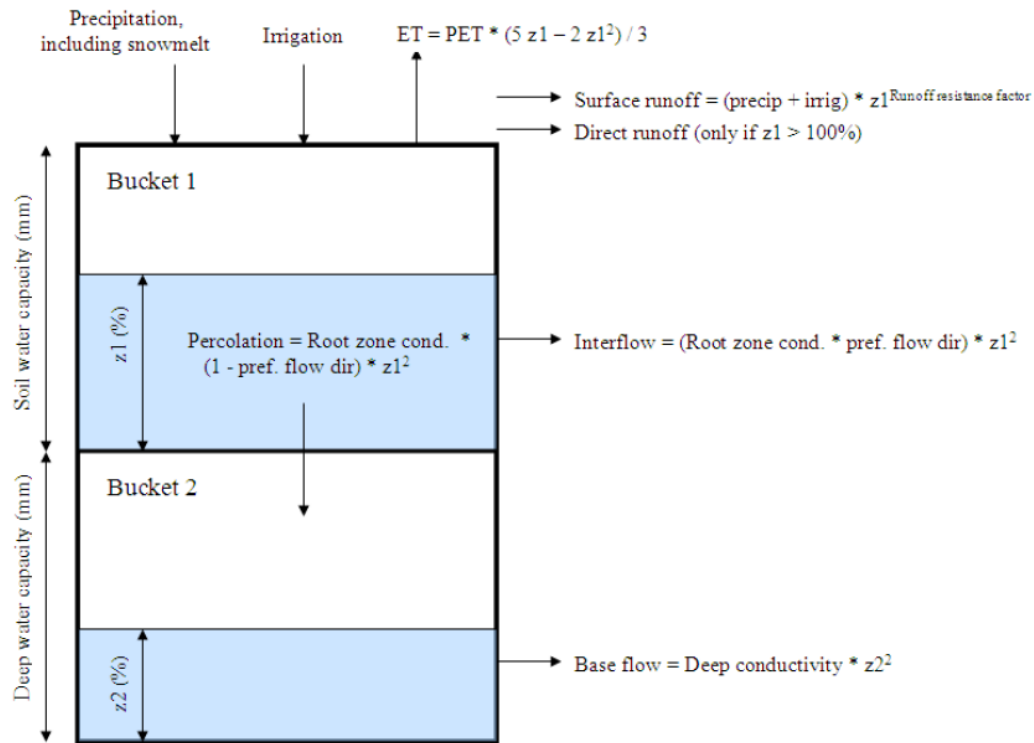 Precipitation,
including snowmelt
Irrigation
ET = PET * (5 z1 – 2 z1²) / 3
Surface runoff = (precip + irrig) * z1^Runoff resistance factor
Direct runoff (only if z1 > 100%)
Bucket 1
Soil water capacity (mm)
z1 (%)
Percolation = Root zone cond. *
(1 - pref. flow dir) * z1²
Interflow = (Root zone cond. * pref. flow dir) * z1²
Bucket 2
Deep water capacity (mm)
z2 (%)
Base flow = Deep conductivity * z2²